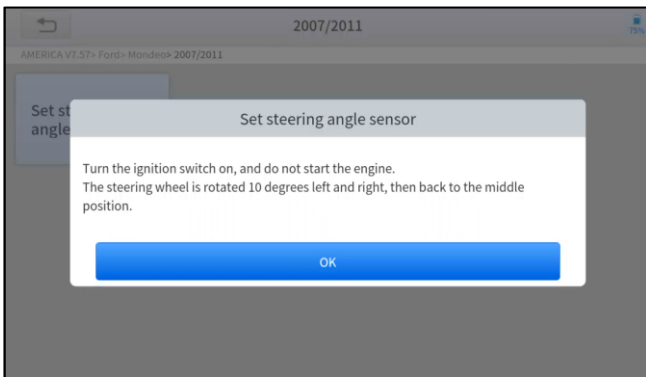 2007/2011
75%
AMERICA V7.57> Ford> Mondeo> 2007/2011
Set st
angle
Set steering angle sensor
Turn the ignition switch on, and do not start the engine.
The steering wheel is rotated 10 degrees left and right, then back to the middle
position.
OK